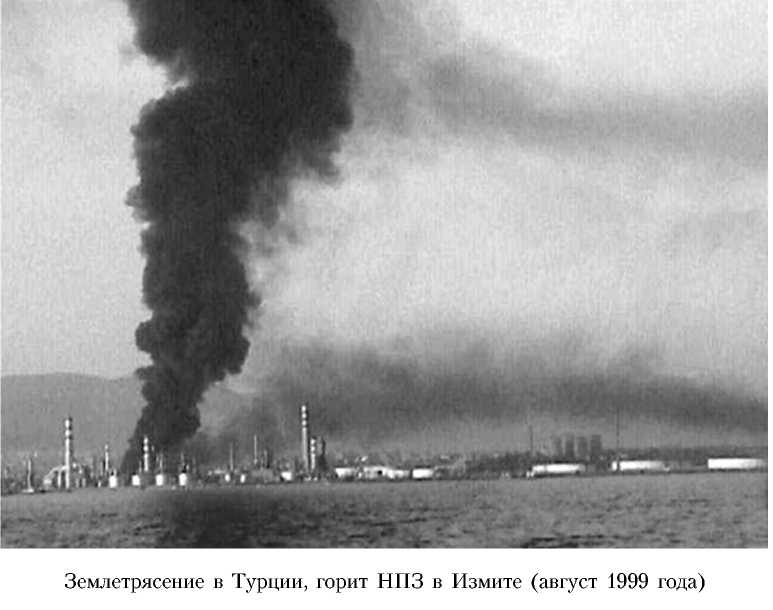 Землетрясение в Турции, горит НПЗ в Измите (август 1999 года)